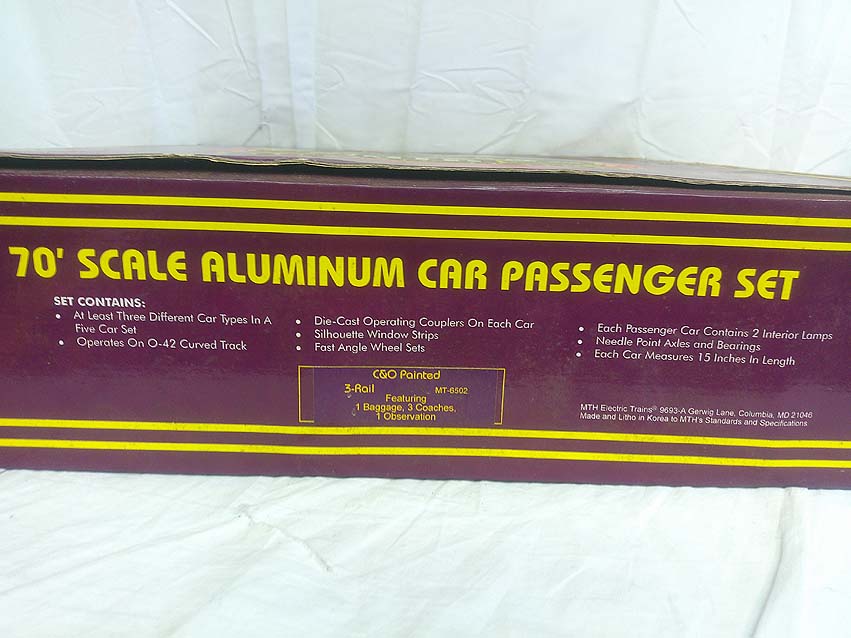 70' SCALE ALUMINUM CAR PASSENGER SET
SET CONTAINS:
• At Least Three Different Car Types In A
Five Car Set
• Operates On O-42 Curved Track
• Die-Cast Operating Couplers On Each Car
• Silhouette Window Strips
• Fast Angle Wheel Sets
• Each Passenger Car Contains 2 Interior Lamps
• Needle Point Axles and Bearings
• Each Car Measures 15 Inches In Length
C&O Painted
3-Rail MT-6502
Featuring
1 Baggage, 3 Coaches,
1 Observation
MTH Electric Trains® 9693-A Gerwig Lane, Columbia, MD 21046
Made and Litho in Korea to MTH's Standards and Specifications